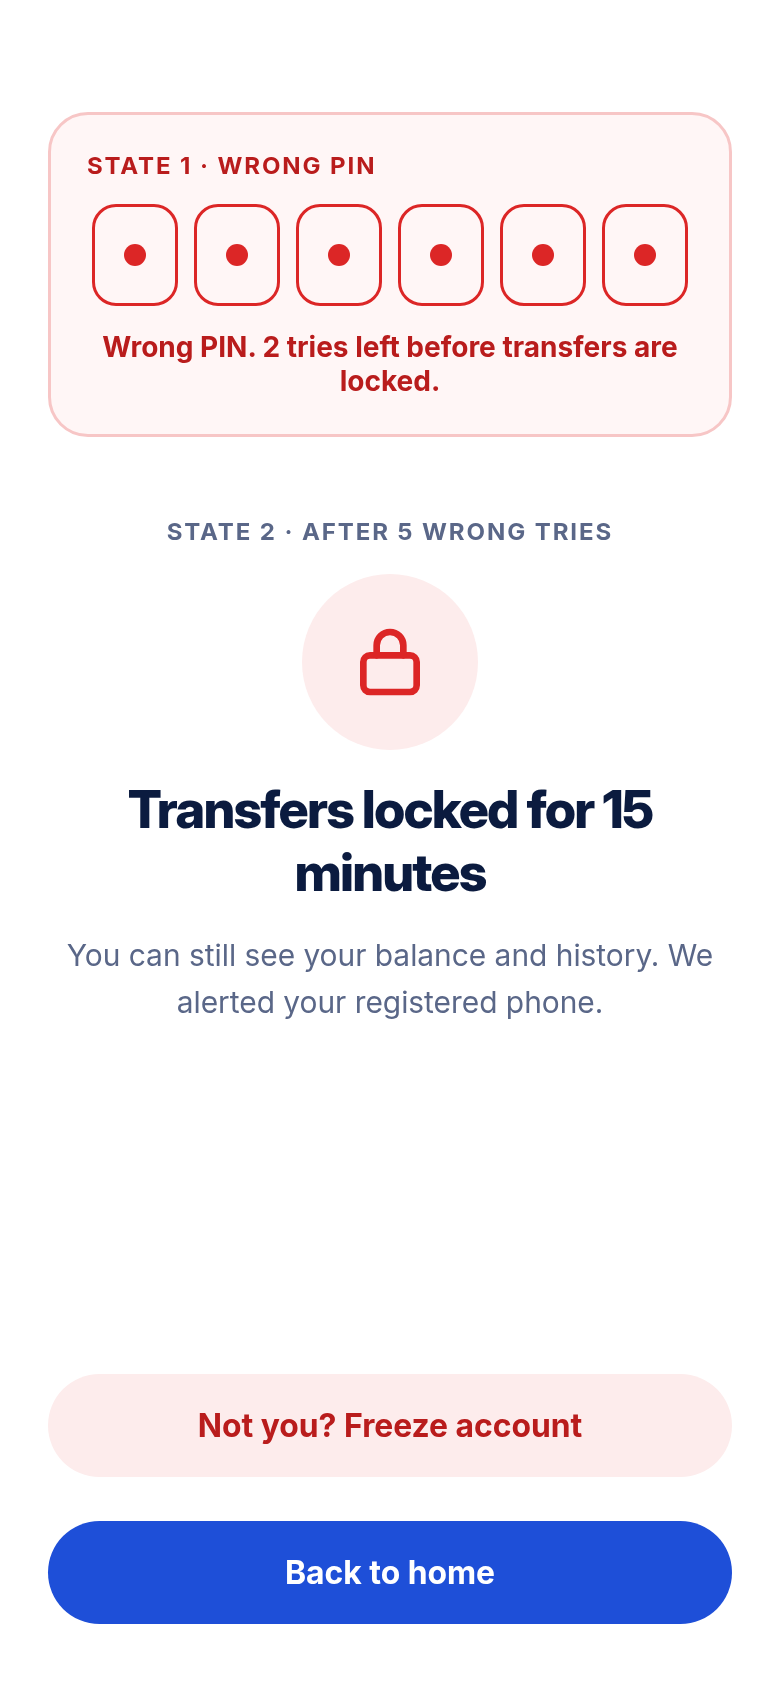 STATE 1 · WRONG PIN
Wrong PIN. 2 tries left before transfers are
locked.
STATE 2 · AFTER 5 WRONG TRIES
Transfers locked for 15
minutes
You can still see your balance and history. We
alerted your registered phone.
Not you? Freeze account
Back to home